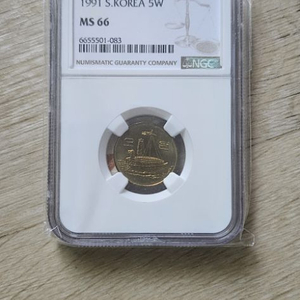 1991 S.KOREA 5W
MS 66
6655501-083
NUMISMATIC GUARANTY COMPANY
NGC